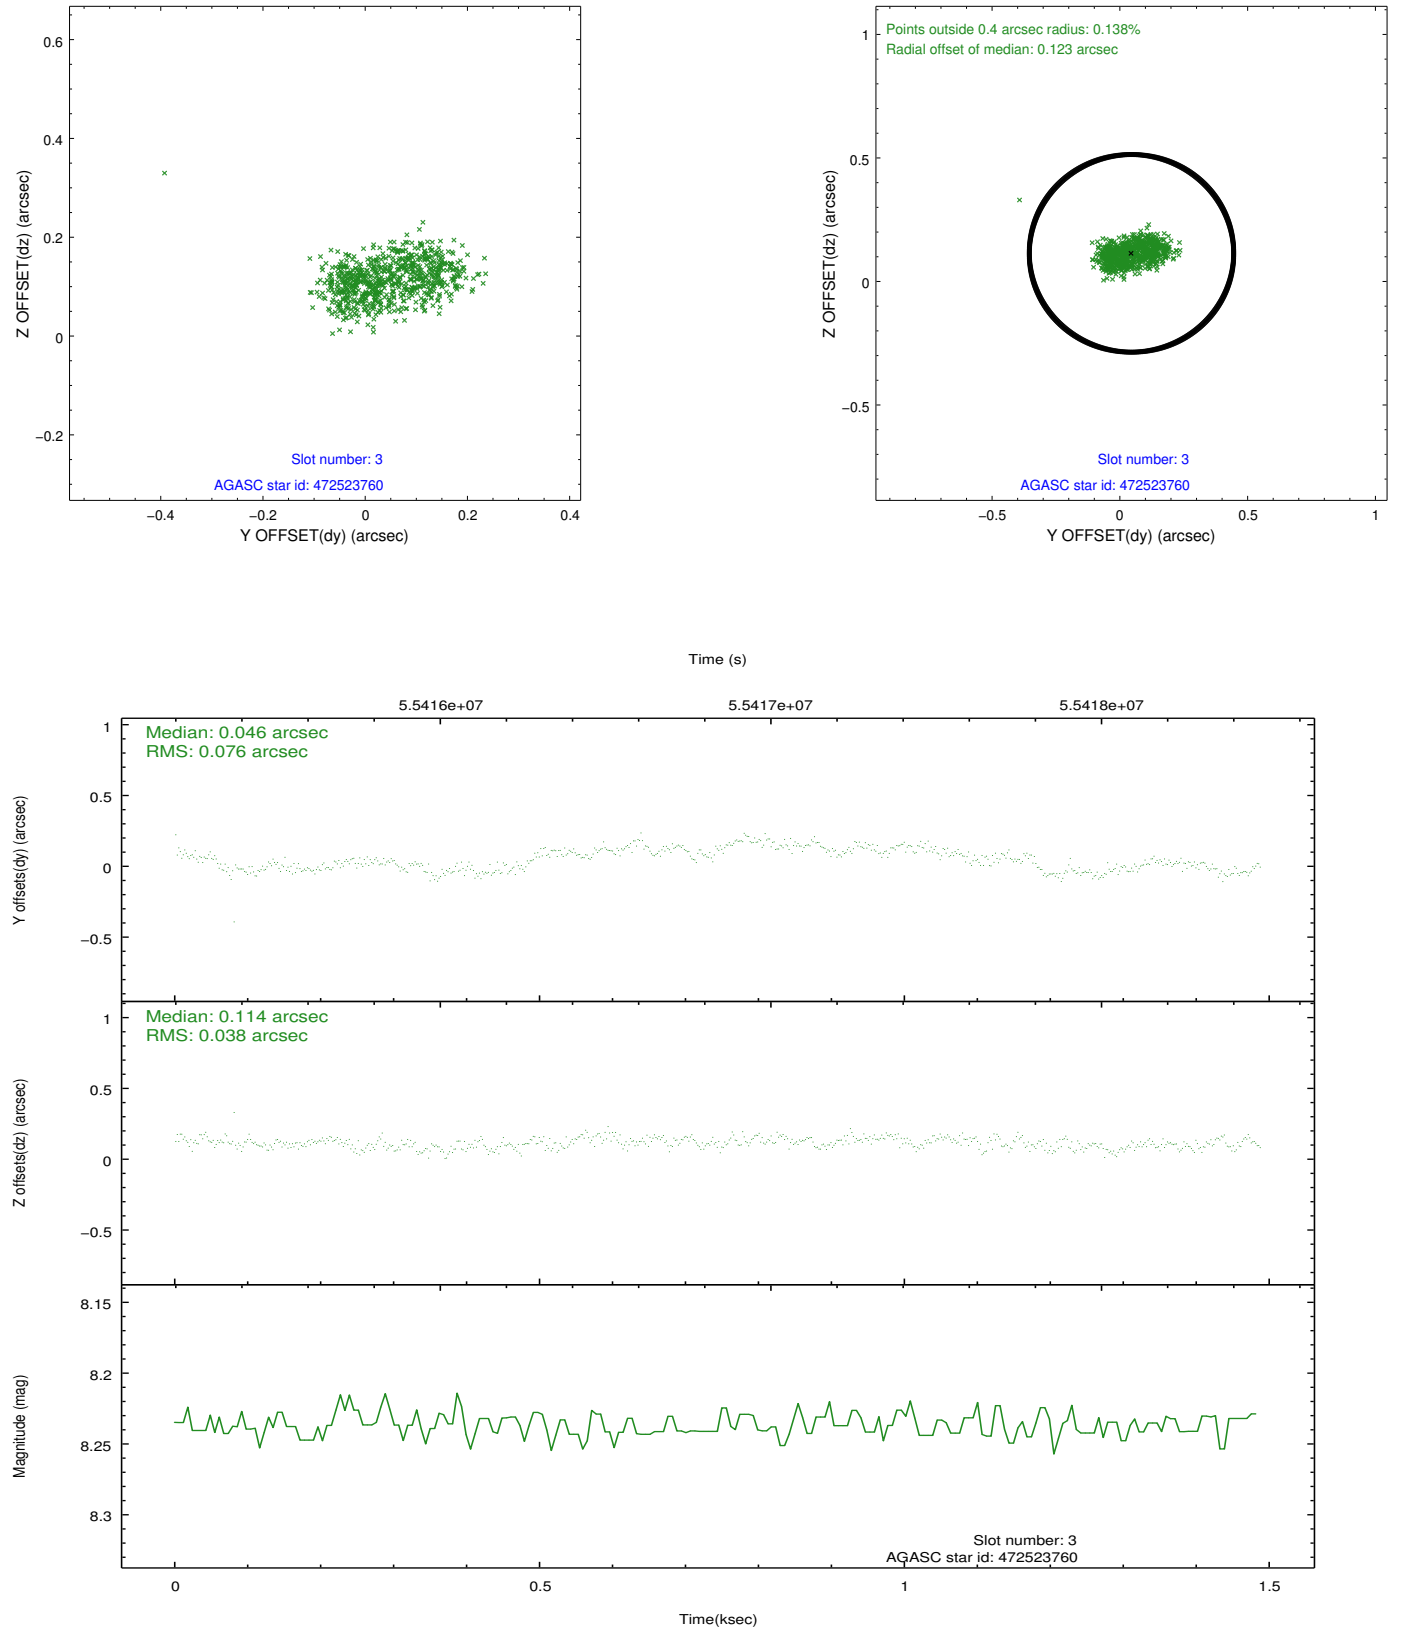 0.6
0.4
0.2
0
−0.2
Z OFFSET(dz) (arcsec)
Slot number: 3
AGASC star id: 472523760
−0.4
−0.2
0
0.2
0.4
Y OFFSET(dy) (arcsec)
Points outside 0.4 arcsec radius: 0.138%
Radial offset of median: 0.123 arcsec
1
0.5
0
−0.5
Z OFFSET(dz) (arcsec)
Slot number: 3
AGASC star id: 472523760
−0.5
0
0.5
1
Y OFFSET(dy) (arcsec)
Time (s)
5.5416e+07
5.5417e+07
5.5418e+07
Median: 0.046 arcsec
RMS: 0.076 arcsec
1
0.5
0
−0.5
Y offsets(dy) (arcsec)
Median: 0.114 arcsec
RMS: 0.038 arcsec
1
0.5
0
−0.5
Z offsets(dz) (arcsec)
8.15
8.2
8.25
8.3
Magnitude (mag)
Slot number: 3
AGASC star id: 472523760
0
0.5
1
1.5
Time(ksec)